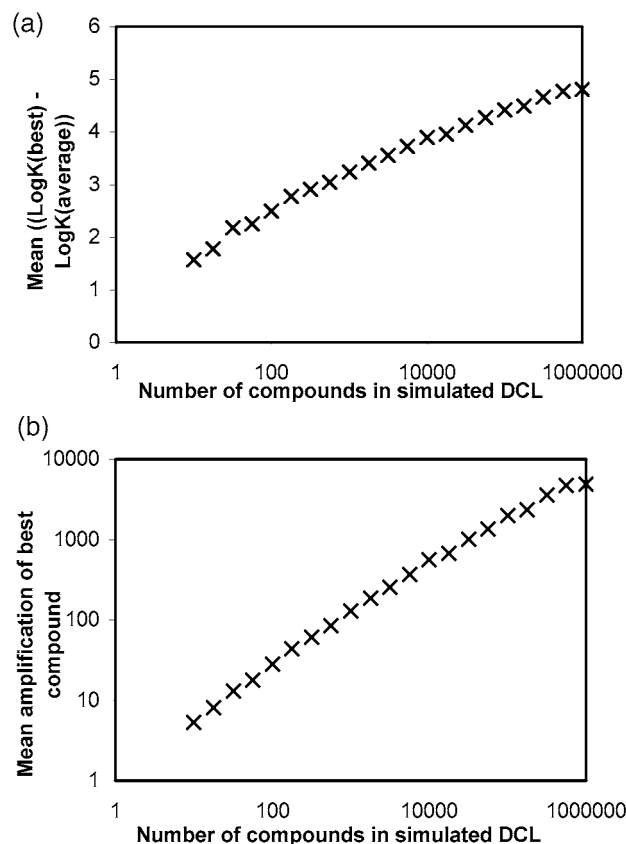 (a)
Mean ((LogK(best) -
LogK(average))
6
5
4
3
2
1
0
1 100 10000 1000000
Number of compounds in simulated DCL
(b)
Mean amplification of best
compound
10000
1000
100
10
1
1 100 10000 1000000
Number of compounds in simulated DCL